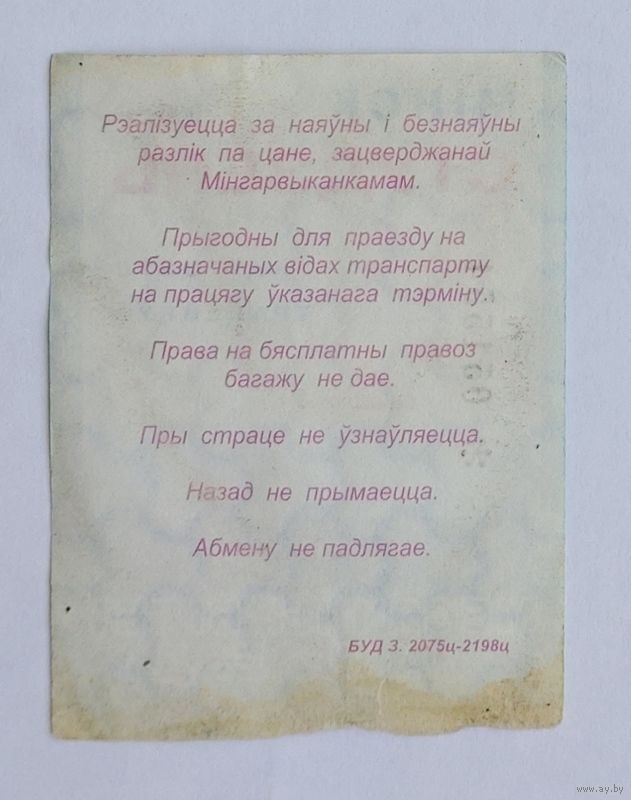 Рэалізуецца за наяўны і безнаяўны
разлік па цане, зацверджанай
Мінгарвыканкамам.
Прыгодны для праезду на
абазначаных відах транспарту
на працягу ўказанага тэрміну.
Права на бясплатны правоз
багажу не дае.
Пры страце не ўзнаўляецца.
Назад не прымаецца.
Абмену не падлягае.
БУД З. 2075ц-2198ц
www.ay.by